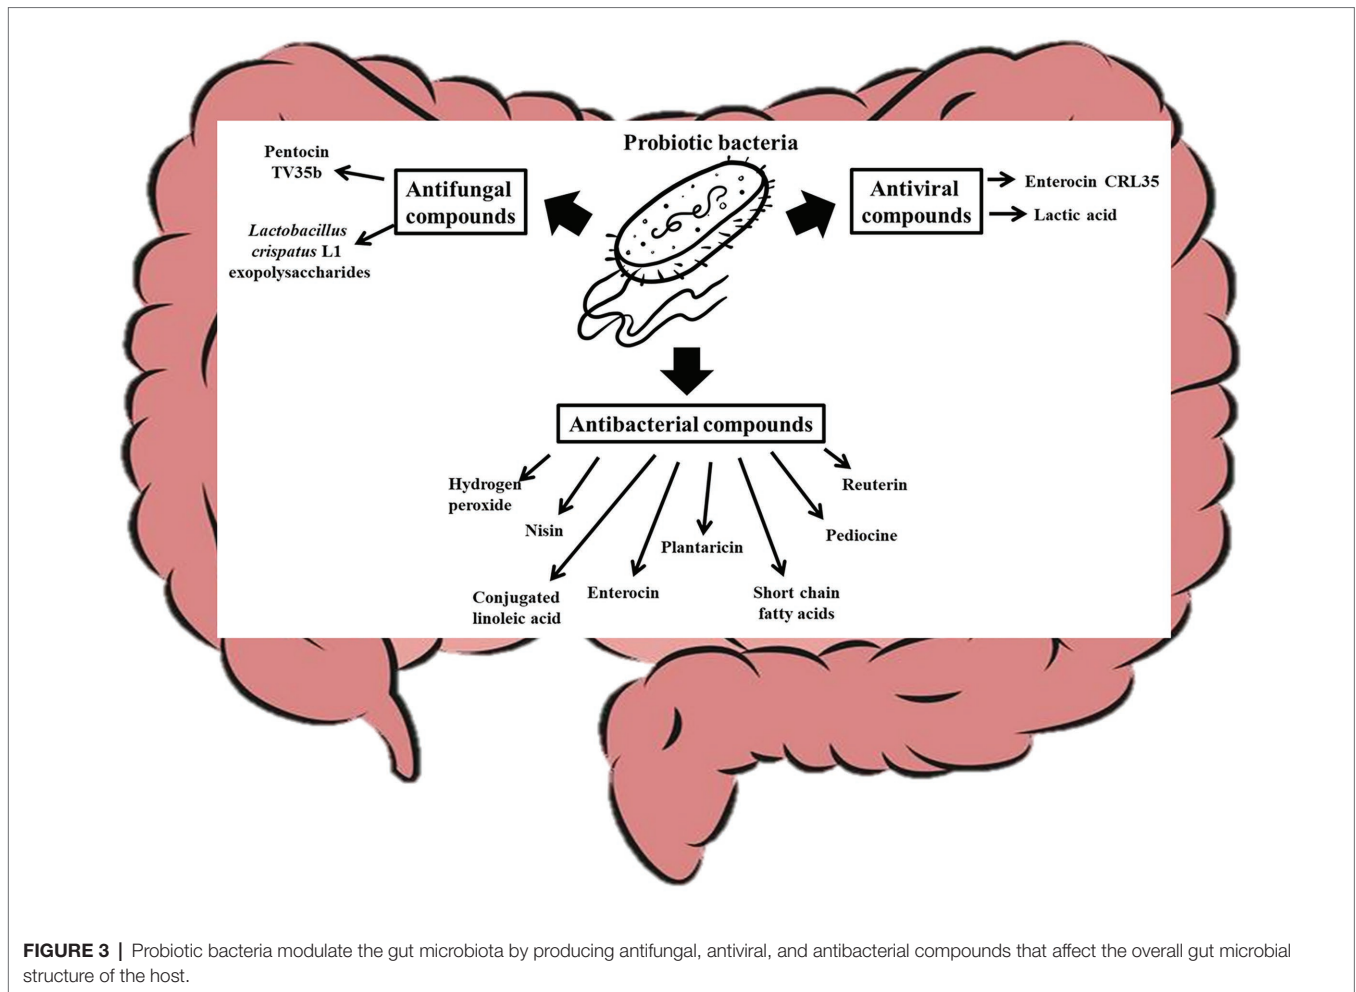 Probiotic bacteria
Pentocin
TV35b
Antifungal
compounds
Lactobacillus
crispatus L1
exopolysaccharides
Antiviral
compounds
Enterocin CRL35
Lactic acid
Antibacterial compounds
Hydrogen
peroxide
Nisin
Conjugated
linoleic acid
Enterocin
Plantaricin
Short chain
fatty acids
Pediocine
Reuterin
FIGURE 3 | Probiotic bacteria modulate the gut microbiota by producing antifungal, antiviral, and antibacterial compounds that affect the overall gut microbial
structure of the host.